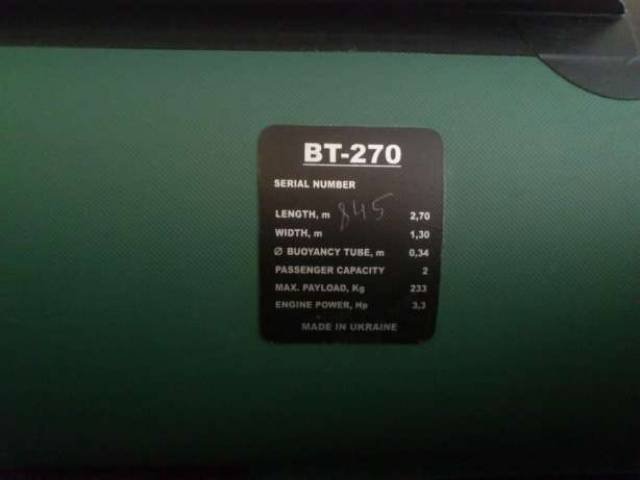 BT-270
SERIAL NUMBER
845
LENGTH, m 2,70
WIDTH, m 1,30
Ø BUOYANCY TUBE, m 0,34
PASSENGER CAPACITY 2
MAX. PAYLOAD, Kg 233
ENGINE POWER, Hp 3,3
MADE IN UKRAINE